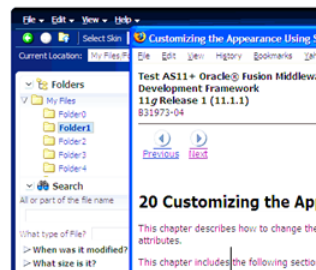 File Edit View Help
Select Skin
Current Location: My Files/F
Folders
My Files
Folder0
Folder1
Folder2
Folder3
Folder4
Search
All or part of the file name
What type of File?
When was it modified?
What size is it?
Customizing the Appearance Using S
File Edit View History Bookmarks Yah
Test AS11+ Oracle® Fusion Middlewa
Development Framework
11g Release 1 (11.1.1)
B31973-04
Previous Next
20 Customizing the Ap
This chapter describes how to change the
attributes.
This chapter includes the following sectio